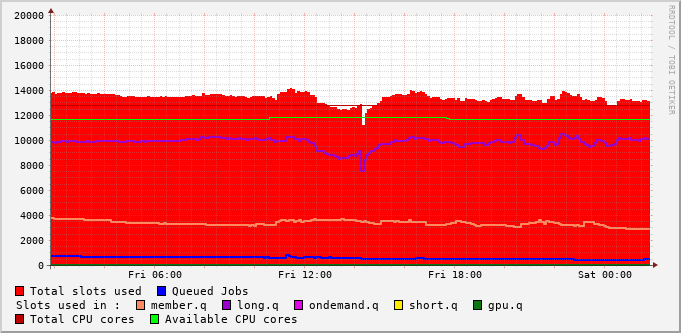 20000
18000
16000
14000
12000
10000
8000
6000
4000
2000
0
Fri 06:00 Fri 12:00 Fri 18:00 Sat 00:00
RRDTOOL / TOBI OETIKER
Total slots used Queued Jobs
Slots used in : member.q long.q ondemand.q short.q gpu.q
Total CPU cores Available CPU cores